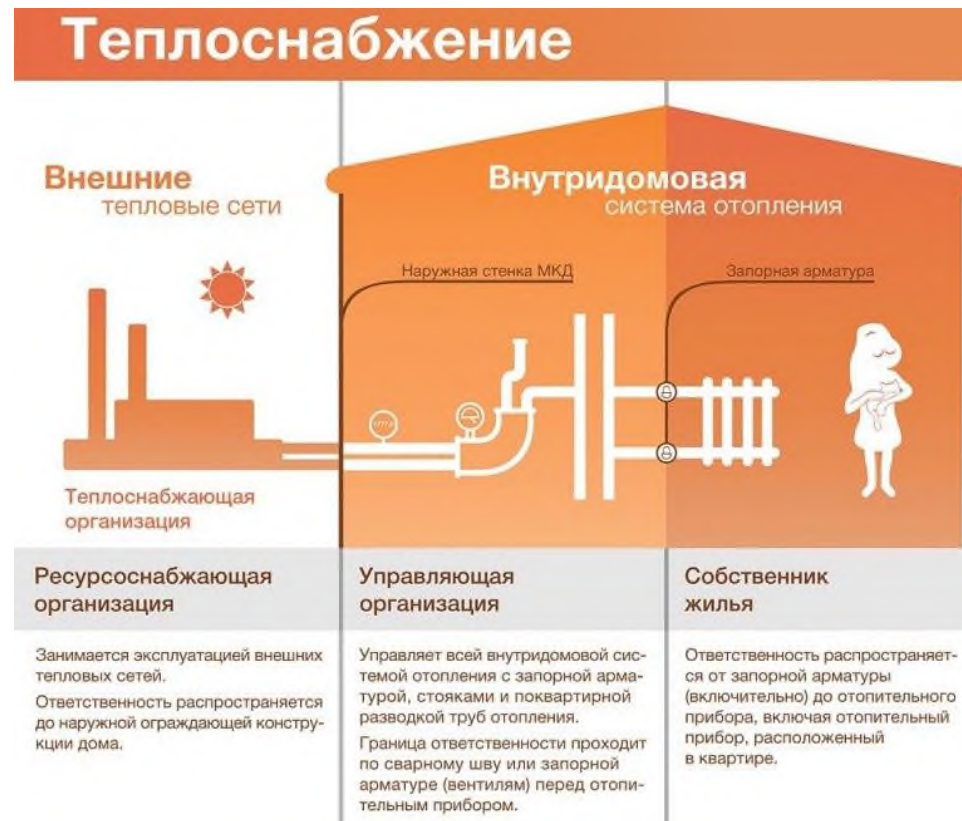 Теплоснабжение
Внешние
тепловые сети
Внутридомовая
система отопления
Наружная стенка МКД
Запорная арматура
Теплоснабжающая
организация
Ресурсоснабжающая
организация
Занимается эксплуатацией внешних
тепловых сетей.
Ответственность распространяется
до наружной ограждающей констру-
кции дома.
Управляющая
организация
Управляет всей внутридомовой сис-
темой отопления с запорной арма-
турой, стояками и поквартирной
разводкой труб отопления.
Граница ответственности проходит
по сварному шву или запорной
арматуре (вентилям) перед отопи-
тельным прибором.
Собственник
жилья
Ответственность распространяет-
ся от запорной арматуры
(включительно) до отопительного
прибора, включая отопительный
прибор, расположенный
в квартире.